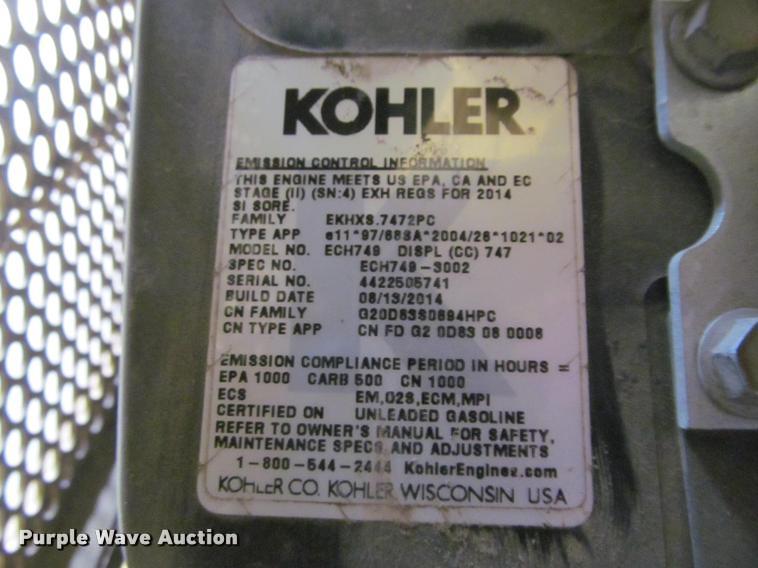 KOHLER.
EMISSION CONTROL INFORMATION
THIS ENGINE MEETS US EPA, CA AND EC
STAGE (II) (SN:4) EXH REGS FOR 2014
SI SORE.
FAMILY EKHXS.7472PC
TYPE APP e11*97/68SA*2004/26*1021*02
MODEL NO. ECH749 DISPL (CC) 747
SPEC NO. ECH749-3002
SERIAL NO. 4422505741
BUILD DATE 08/13/2014
CN FAMILY G20D83S0694HPC
CN TYPE APP CN FD G2 0D83 08 0006
EMISSION COMPLIANCE PERIOD IN HOURS =
EPA 1000 CARB 500 CN 1000
ECS EM,O2S,ECM,MPI
CERTIFIED ON UNLEADED GASOLINE
REFER TO OWNER'S MANUAL FOR SAFETY,
MAINTENANCE SPECS AND ADJUSTMENTS
1-800-544-2444 KohlerEngines.com
KOHLER CO. KOHLER, WISCONSIN USA
Purple Wave Auction